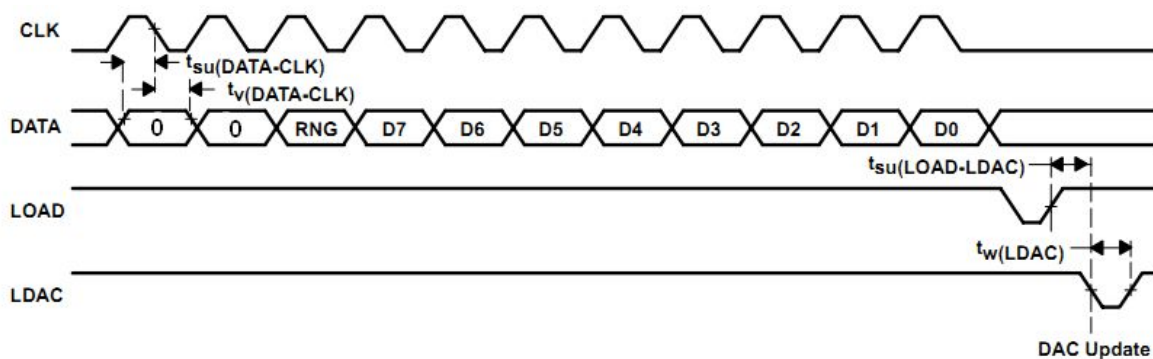 CLK
tsu(DATA-CLK)
tv(DATA-CLK)
DATA
0 0 RNG D7 D6 D5 D4 D3 D2 D1 D0
tsu(LOAD-LDAC)
LOAD
tw(LDAC)
LDAC
DAC Update